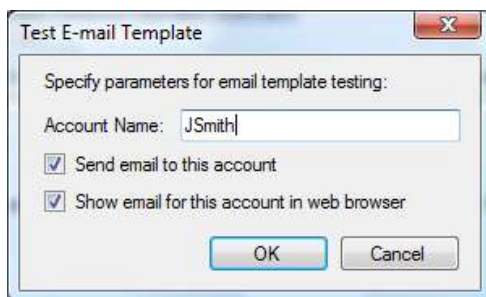 Test E-mail Template
Specify parameters for email template testing:
Account Name: JSmith
Send email to this account
Show email for this account in web browser
OK Cancel